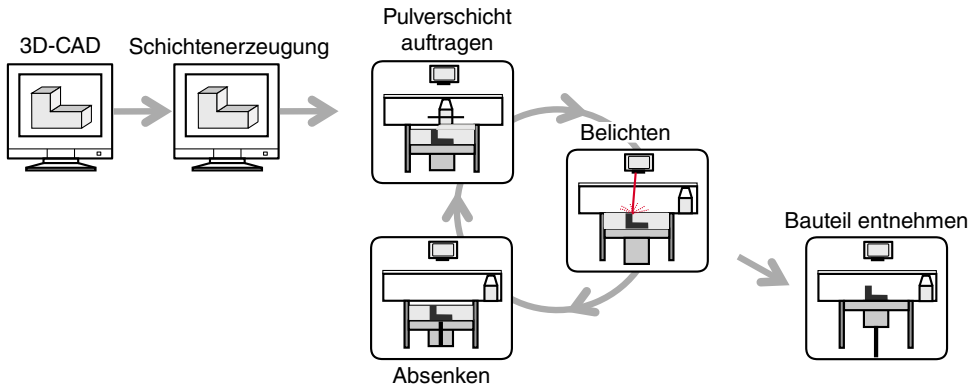 3D-CAD
Schichtenerzeugung
Pulverschicht
auftragen
Belichten
Absenken
Bauteil entnehmen